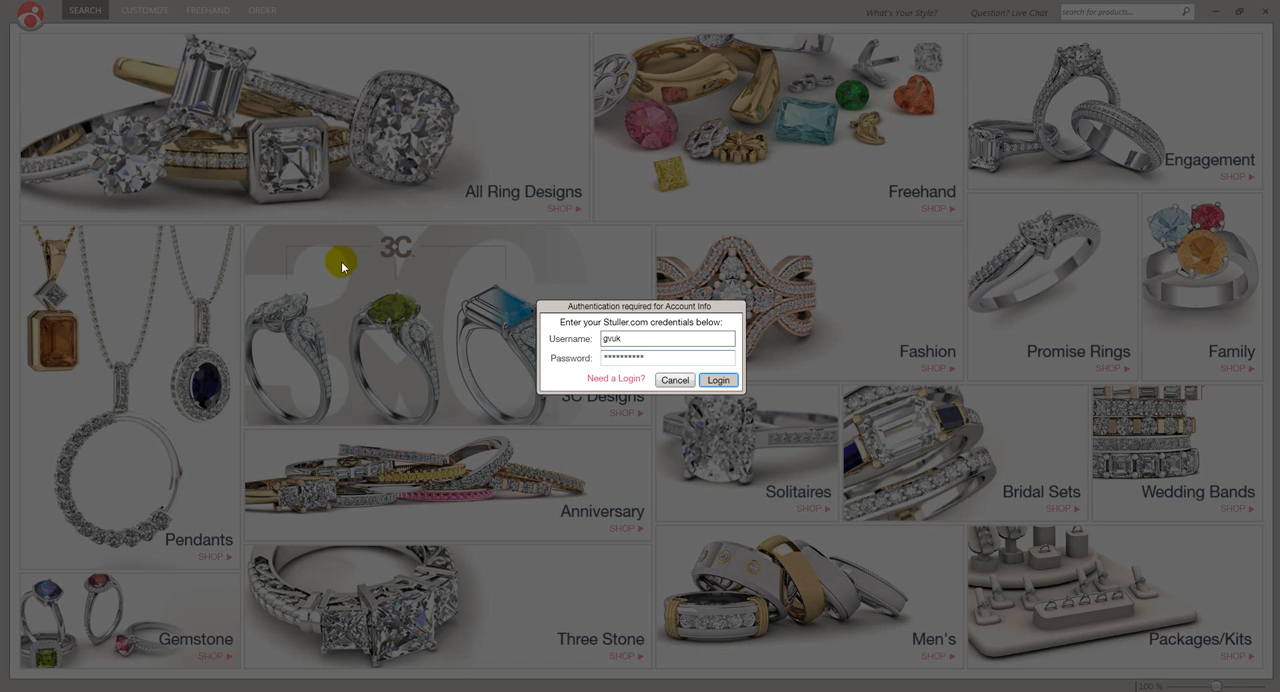 SEARCH CUSTOMIZE FREEHAND ORDER
What's Your Style? Question? Live Chat search for products...
All Ring Designs
SHOP ▶
Freehand
SHOP ▶
Engagement
SHOP ▶
3C
Authentication required for Account Info
Enter your Stuller.com credentials below:
Username: gvuk
Password: **********
Need a Login? Cancel Login
Fashion
SHOP ▶
Promise Rings
SHOP ▶
Family
SHOP ▶
3C Designs
SHOP ▶
Pendants
SHOP ▶
Anniversary
SHOP ▶
Solitaires
SHOP ▶
Bridal Sets
SHOP ▶
Wedding Bands
SHOP ▶
Gemstone
SHOP ▶
Three Stone
SHOP ▶
Men's
SHOP ▶
Packages/Kits
SHOP ▶
100 %